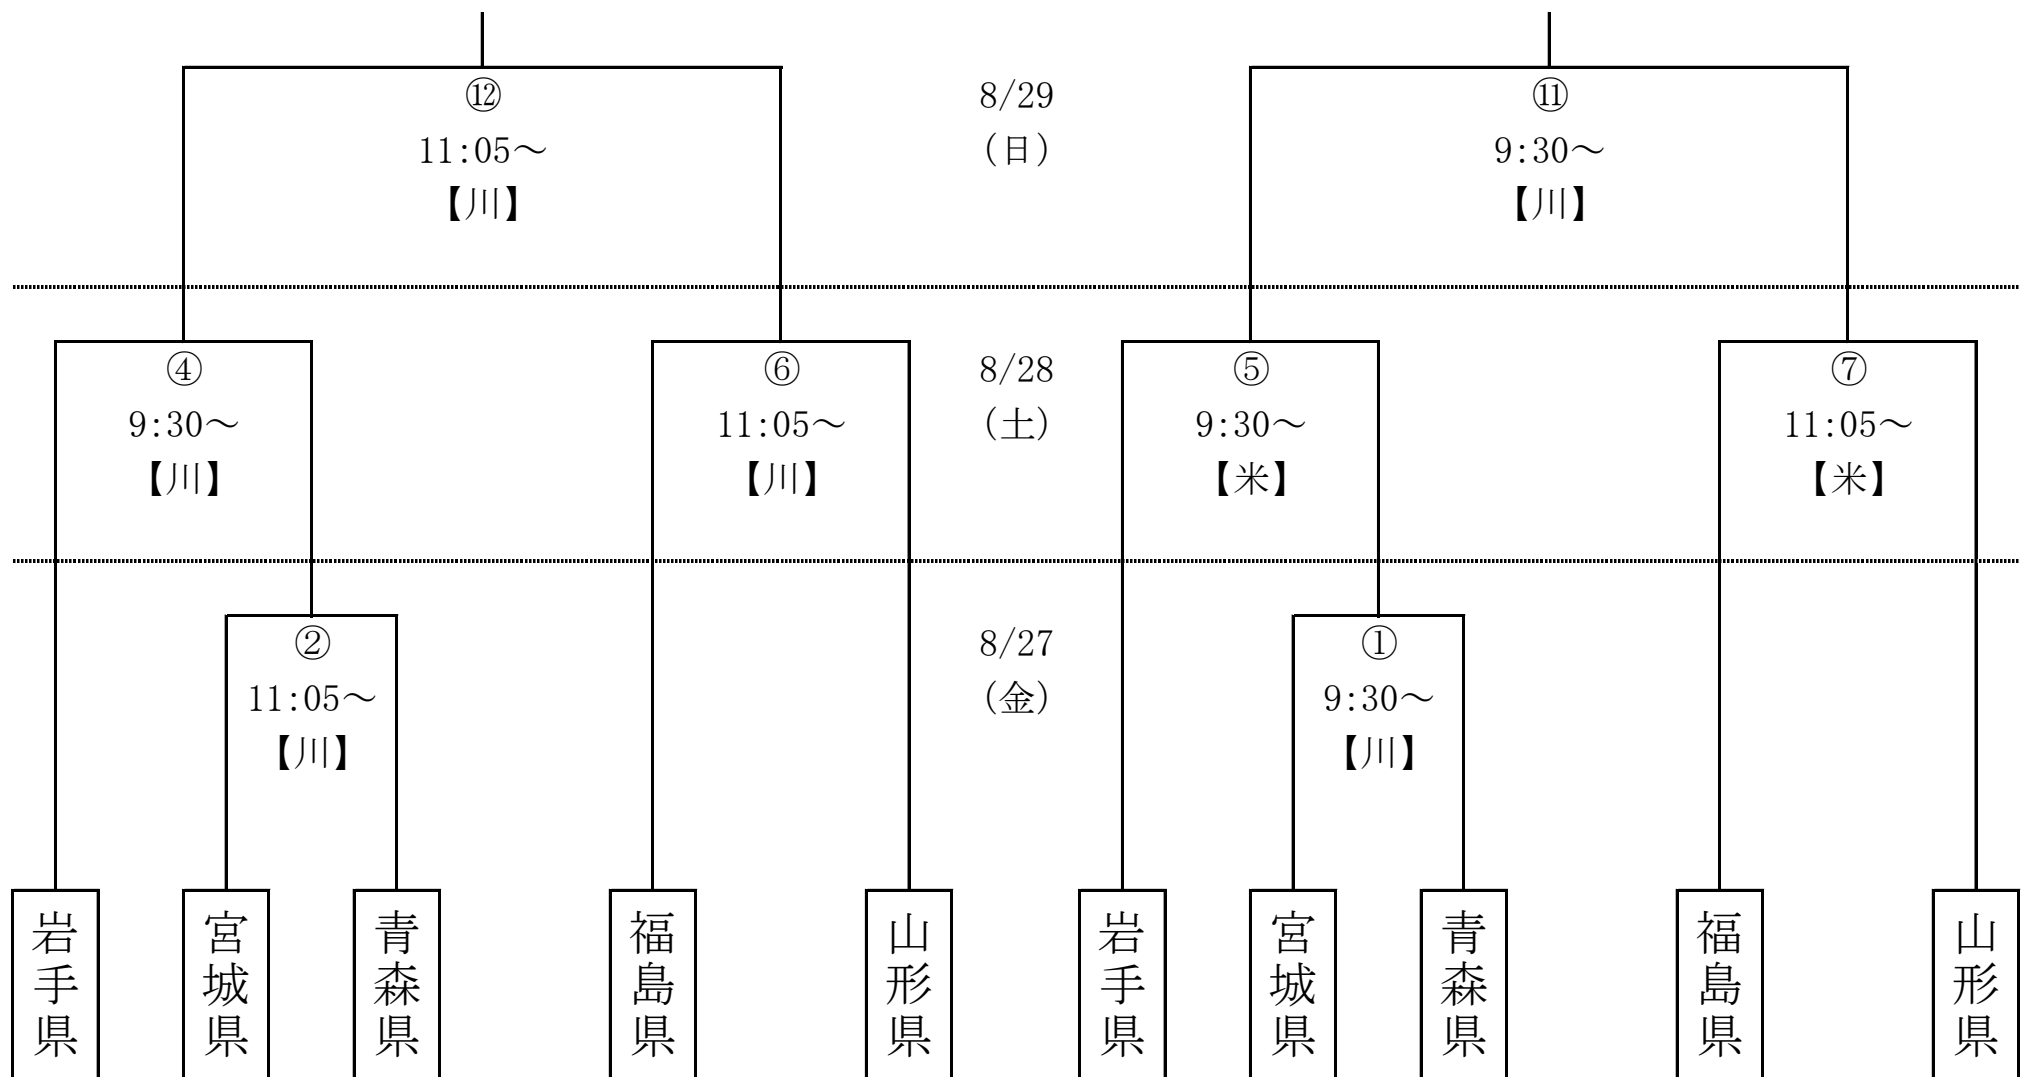 ⑫
11:05～
【川】
8/29
（日）
⑪
9:30～
【川】
④
9:30～
【川】
⑥
11:05～
【川】
8/28
（土）
⑤
9:30～
【米】
⑦
11:05～
【米】
②
11:05～
【川】
8/27
（金）
①
9:30～
【川】
岩手県
宮城県
青森県
福島県
山形県
岩手県
宮城県
青森県
福島県
山形県